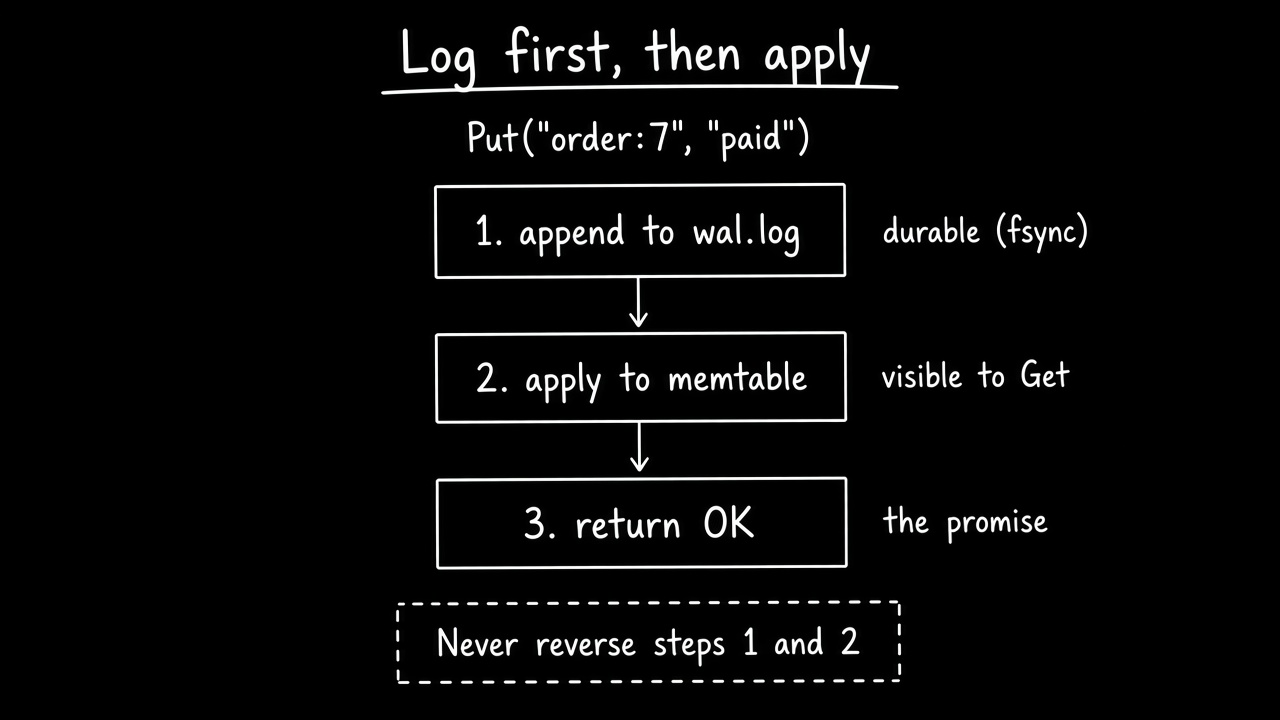 Log first, then apply
Put("order:7", "paid")
1. append to wal.log
durable (fsync)
2. apply to memtable
visible to Get
3. return OK
the promise
Never reverse steps 1 and 2